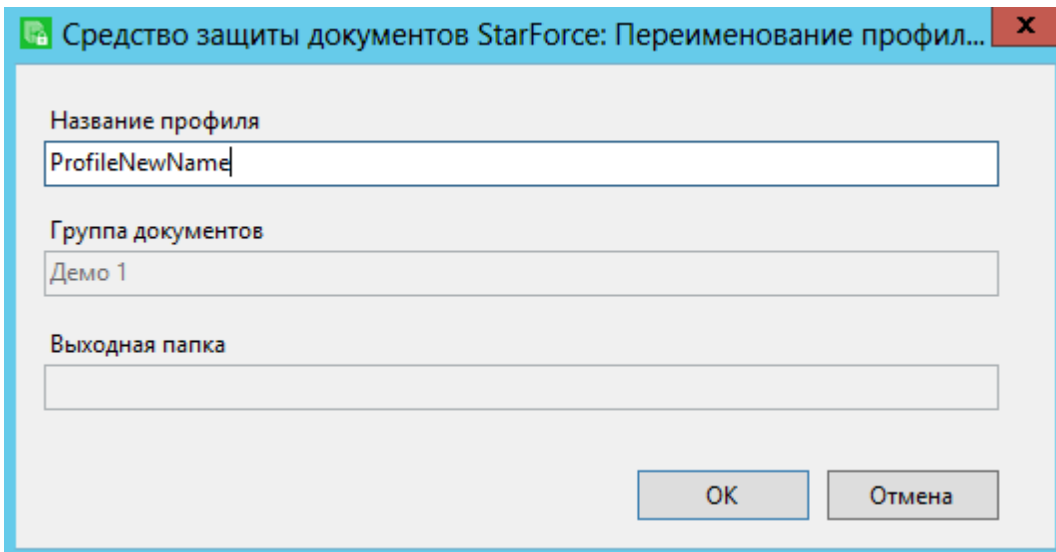 Средство защиты документов StarForce: Переименование профил...
Название профиля
ProfileNewName
Группа документов
Демо 1
Выходная папка
OK Отмена